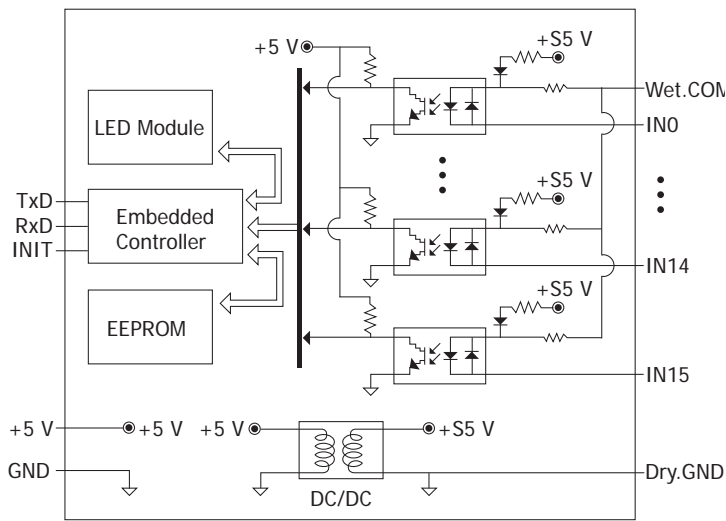 +5 V
+S5 V
Wet.COM
LED Module
IN0
TxD
RxD
INIT
Embedded
Controller
+S5 V
IN14
EEPROM
+S5 V
IN15
+5 V
+5 V
+5 V
+S5 V
GND
DC/DC
Dry.GND